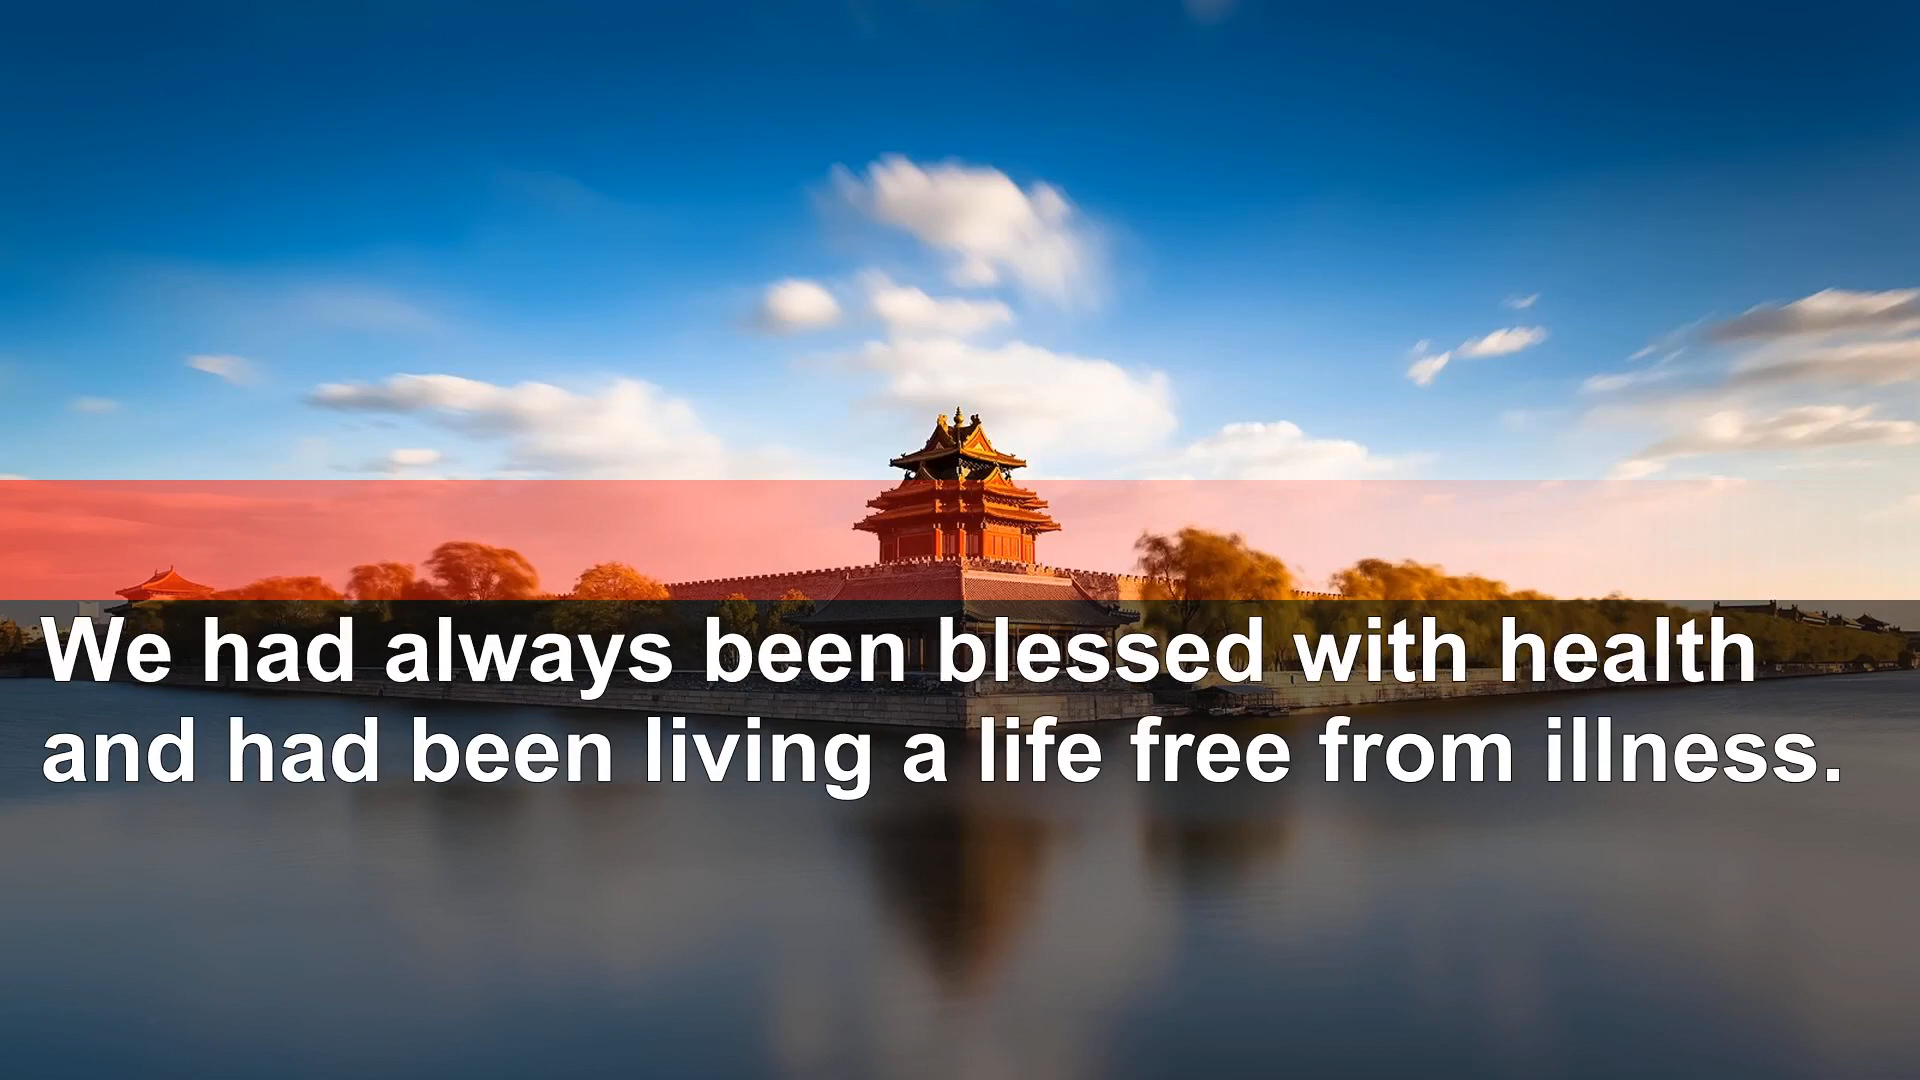 We had always been blessed with health
and had been living a life free from illness.